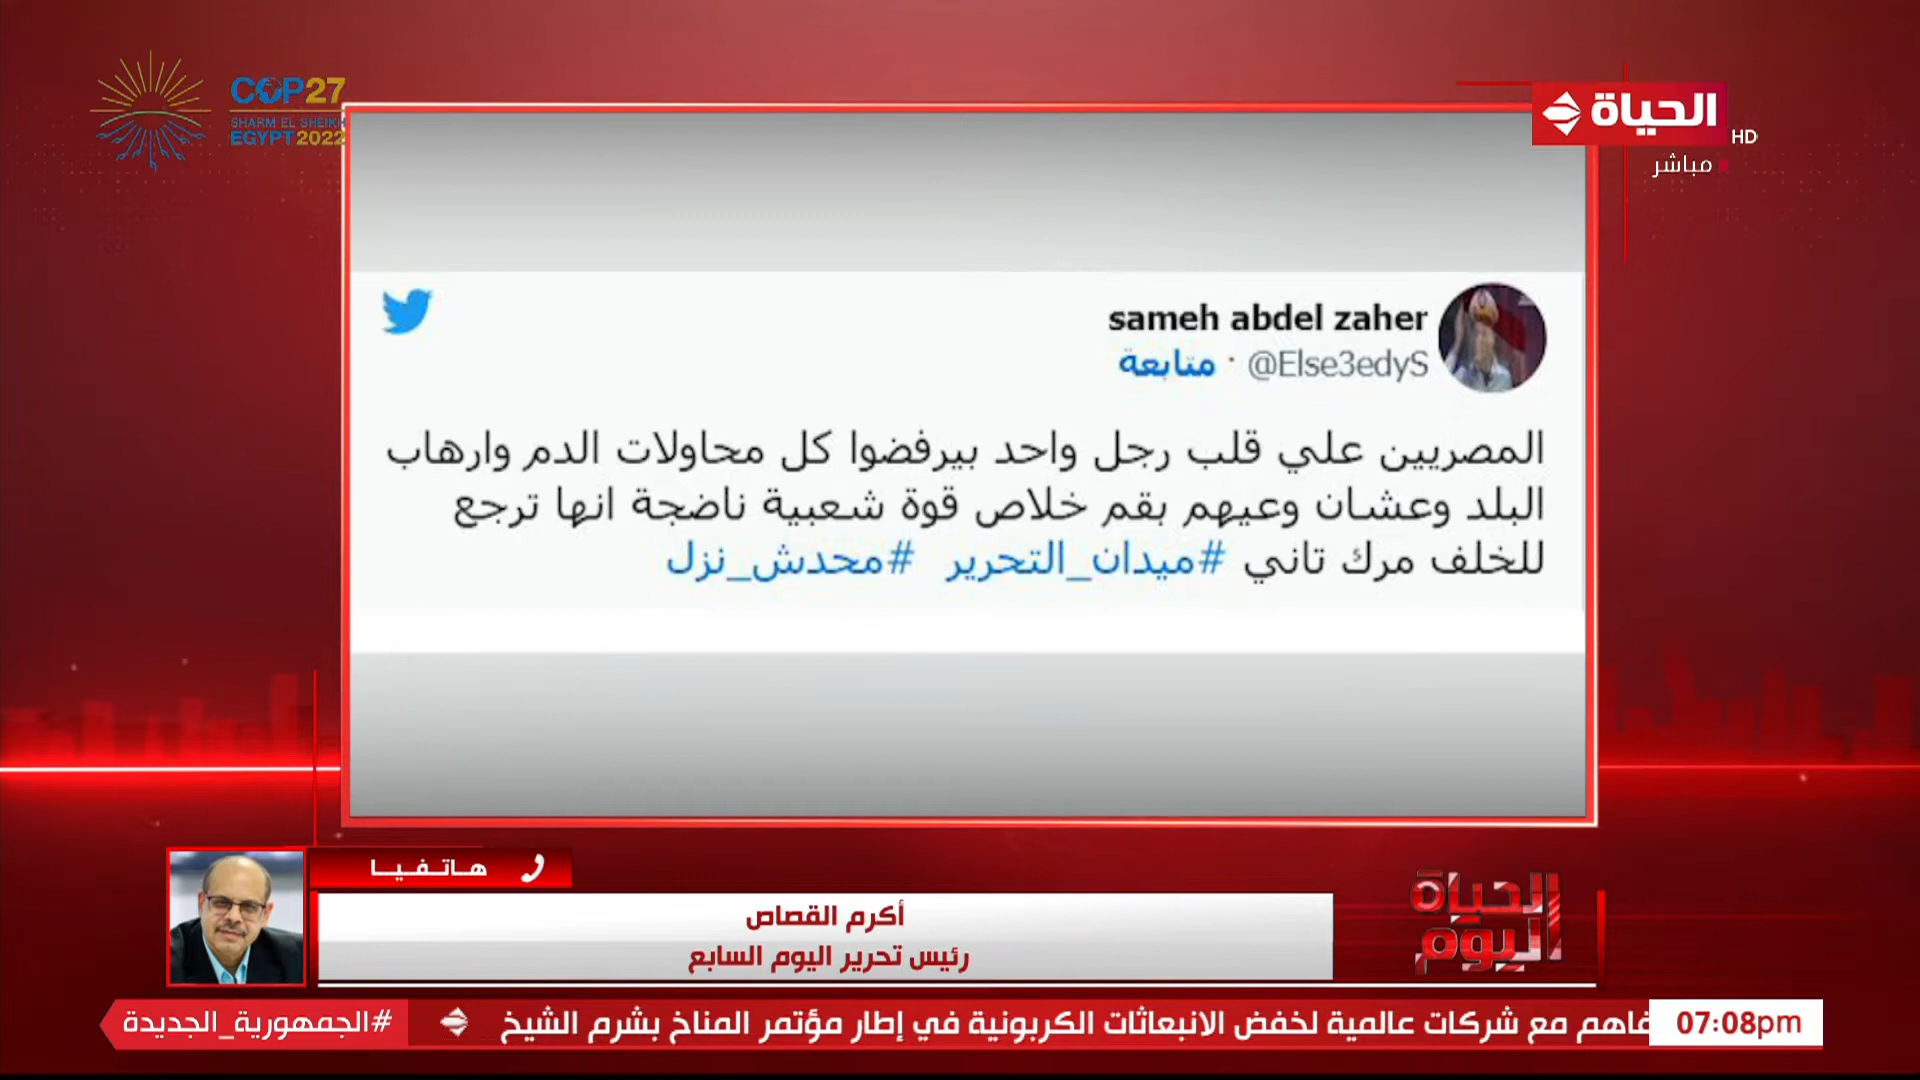 COP27
SHARM EL SHEIKH
EGYPT 2022
الحياة
HD
مباشر
sameh abdel zaher
@Else3edyS · متابعة
المصريين علي قلب رجل واحد بيرفضوا كل محاولات الدم وارهاب
البلد وعشان وعيهم بقم خلاص قوة شعبية ناضجة انها ترجع
للخلف مرك تاني #ميدان_التحرير #محدش_نزل
هاتفيا
أكرم القصاص
رئيس تحرير اليوم السابع
الحياة
اليوم
07:08pm
فاهم مع شركات عالمية لخفض الانبعاثات الكربونية في إطار مؤتمر المناخ بشرم الشيخ
#الجمهورية_الجديدة